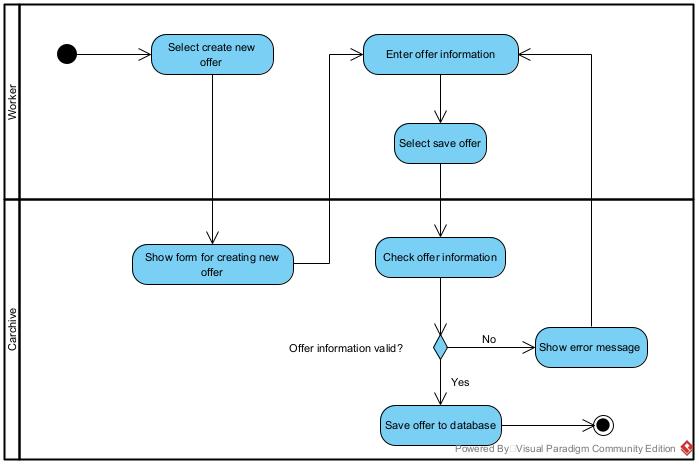 Worker
Select create new
offer
Enter offer information
Select save offer
Carchive
Show form for creating new
offer
Check offer information
Offer information valid?
No
Show error message
Yes
Save offer to database
Powered By: Visual Paradigm Community Edition